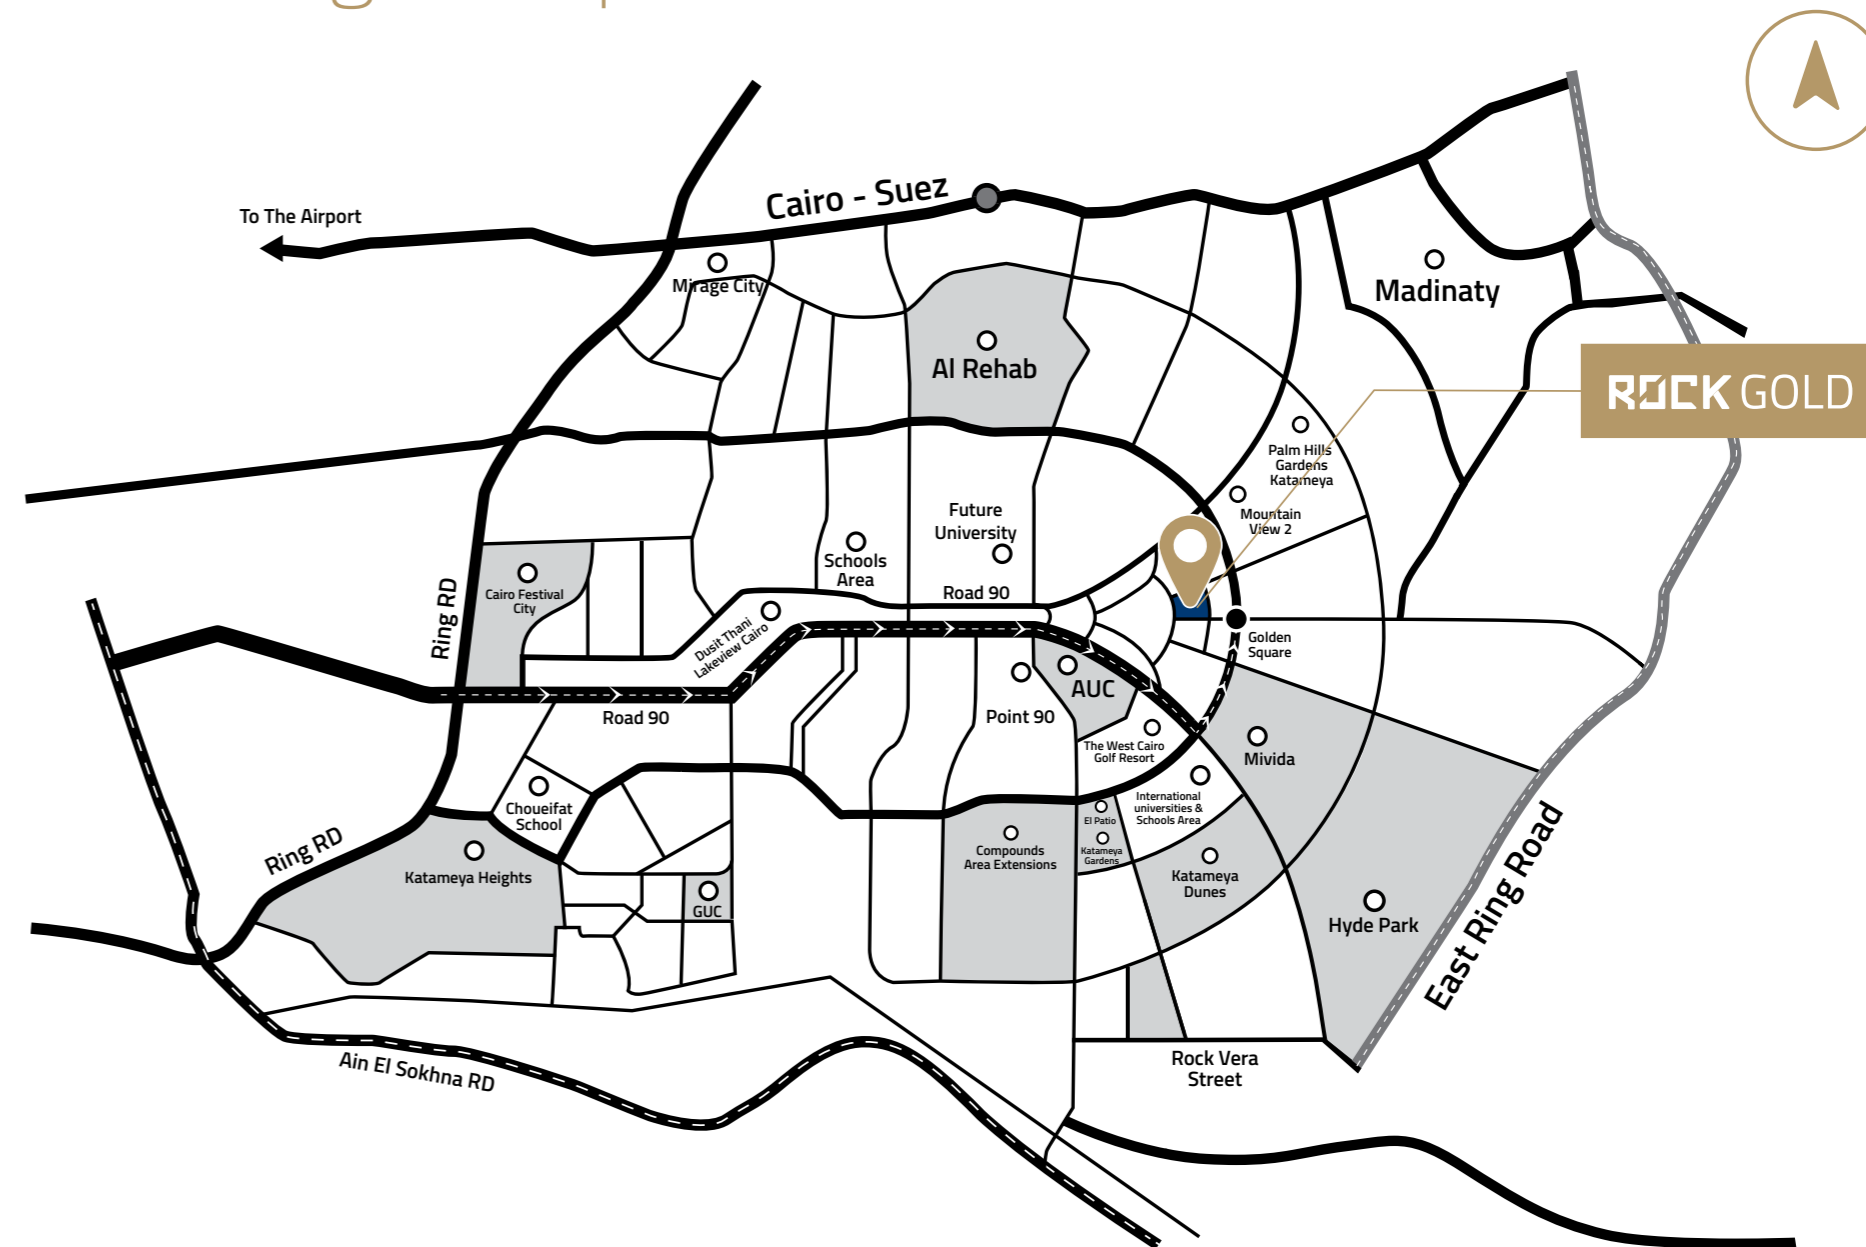 Cairo - Suez
To The Airport
Mirage City
Madinaty
Al Rehab
ROCK GOLD
Palm Hills
Gardens
Katameya
Mountain
View 2
Future
University
Schools
Area
Road 90
Cairo Festival
City
Ring RD
Dusit Thani
Lakeview Cairo
Golden
Square
AUC
Point 90
Road 90
The West Cairo
Golf Resort
Mivida
International
universities &
Schools Area
Choueifat
School
El Patio
Katameya
Gardens
Compounds
Area Extensions
Ring RD
Katameya Heights
Katameya
Dunes
GUC
Hyde Park
East Ring Road
Rock Vera
Street
Ain El Sokhna RD